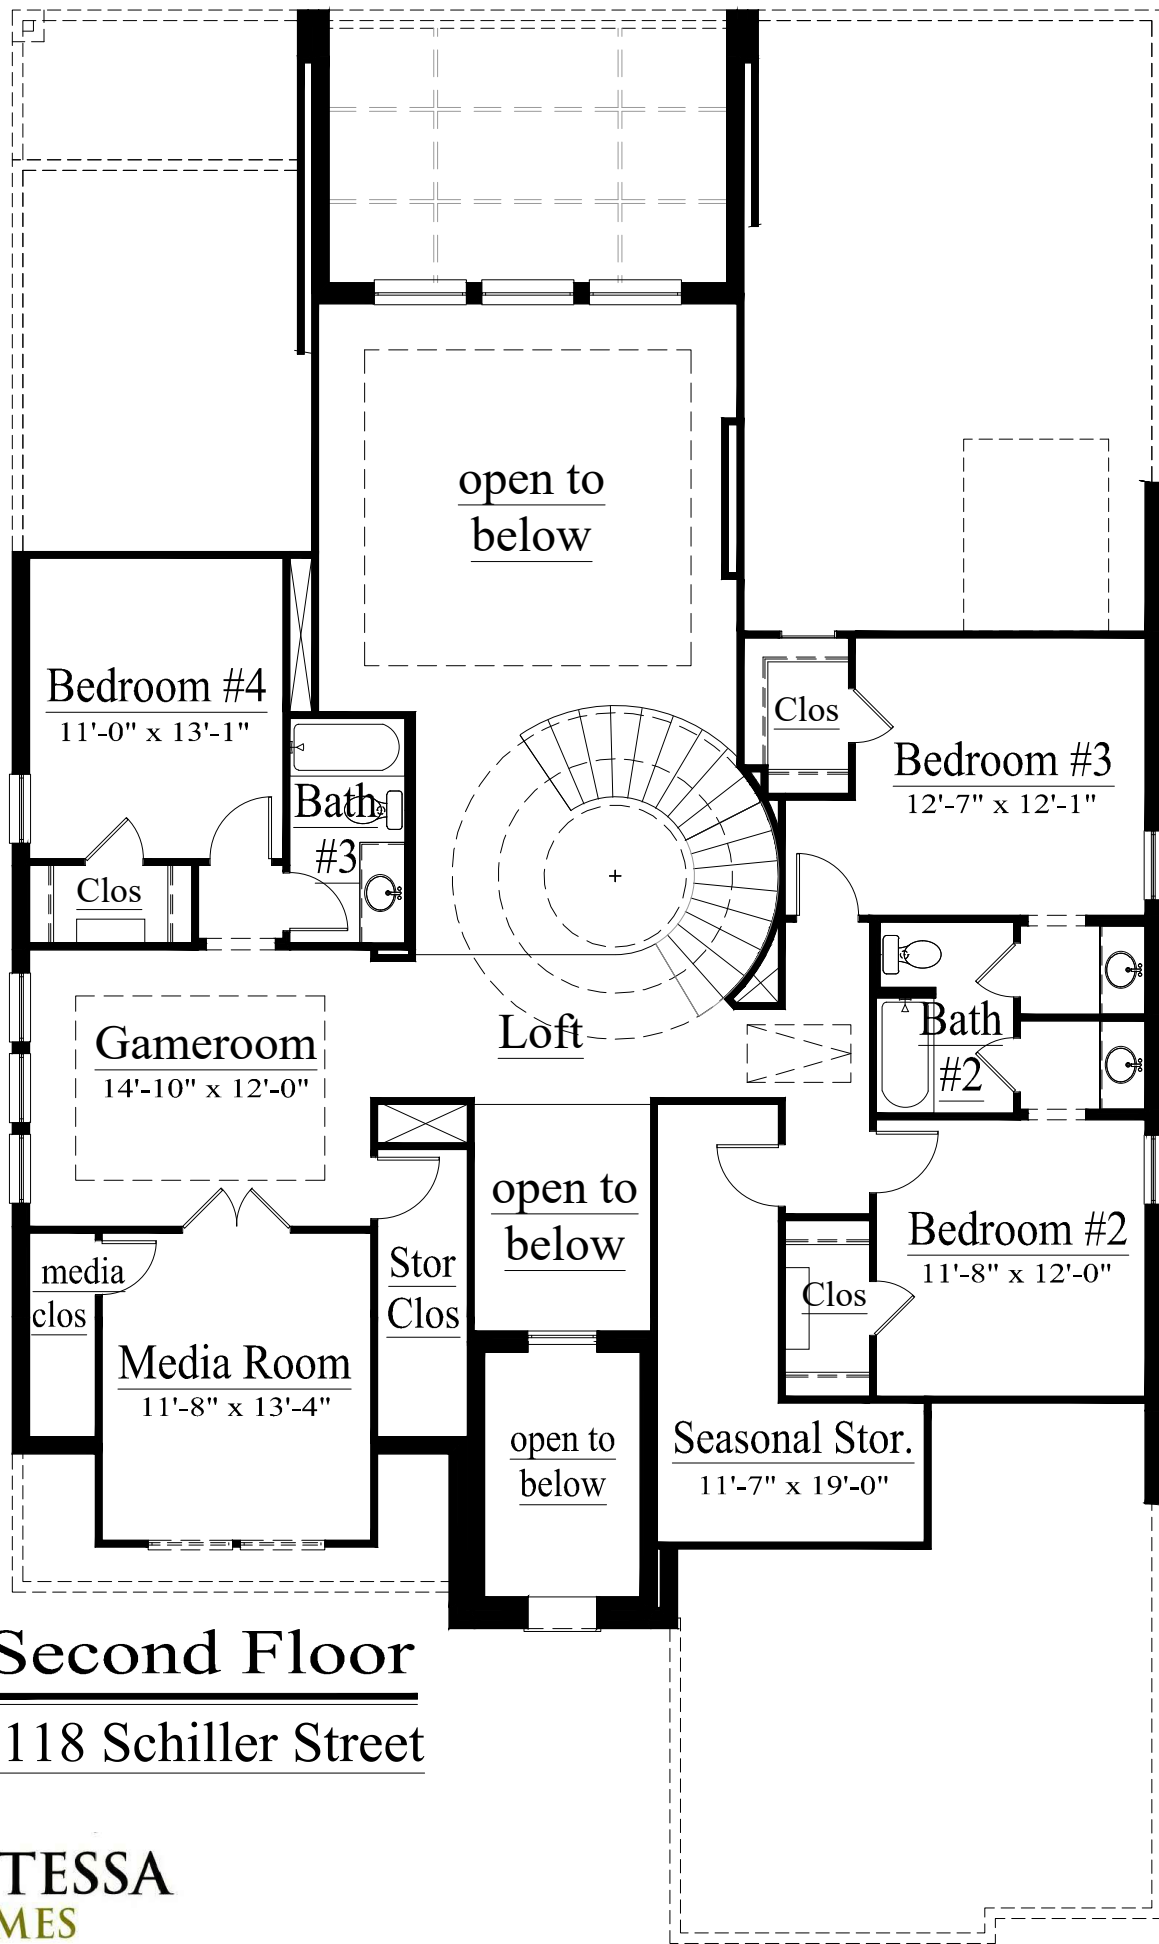 open to
below
Bedroom #4
11'-0" x 13'-1"
Clos
Bedroom #3
12'-7" x 12'-1"
Bath
#3
Clos
Loft
Gameroom
14'-10" x 12'-0"
Bath
#2
open to
below
Bedroom #2
11'-8" x 12'-0"
media
clos
Stor
Clos
Clos
Media Room
11'-8" x 13'-4"
open to
below
Seasonal Stor.
11'-7" x 19'-0"
Second Floor
118 Schiller Street
TESSA
MES